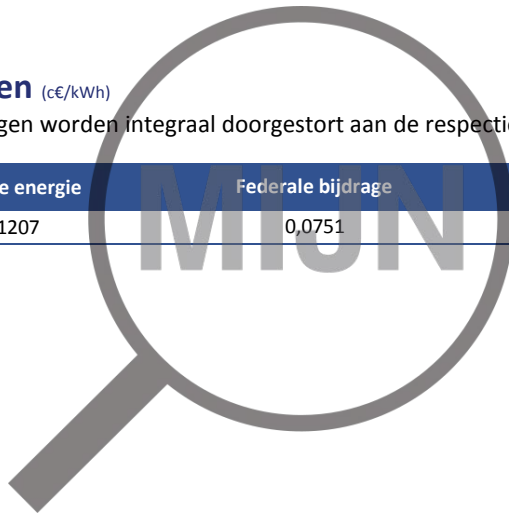 en (c€/kWh)
gen worden integraal doorgestort aan de respecti
e energie Federale bijdrage
1207 0,0751
MIJN